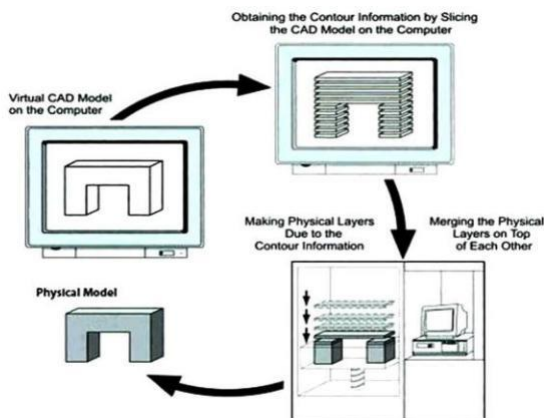 Obtaining the Contour Information by Slicing
the CAD Model on the Computer
Virtual CAD Model
on the Computer
Making Physical Layers
Due to the
Contour Information
Merging the Physical
Layers on Top
of Each Other
Physical Model